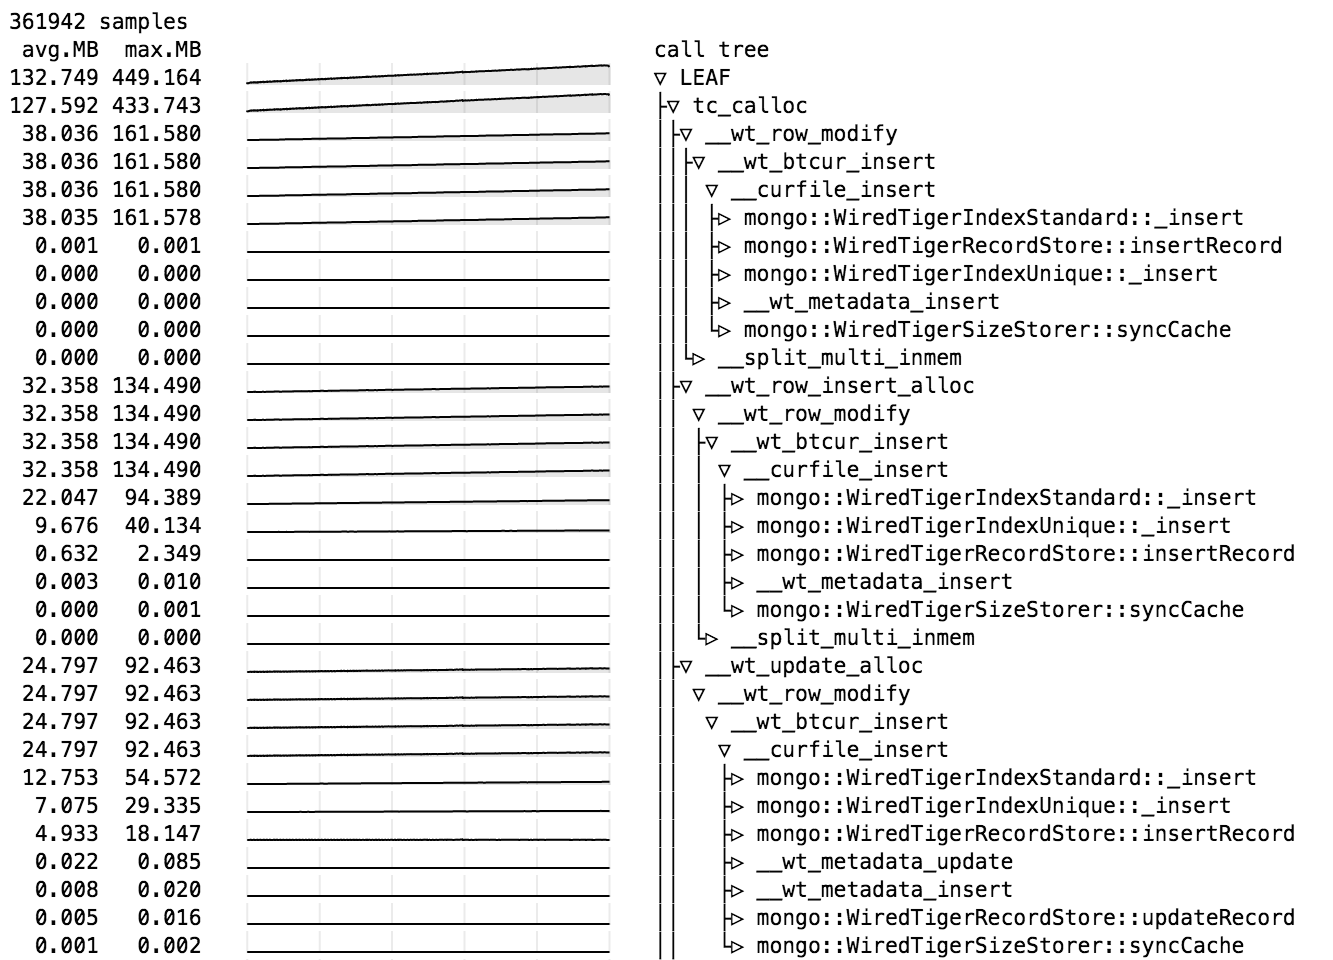 361942 samples
avg.MB max.MB call tree
132.749 449.164 ▽ LEAF
127.592 433.743 ├▽ tc_calloc
38.036 161.580 │├▽ __wt_row_modify
38.036 161.580 ││├▽ __wt_btcur_insert
38.036 161.580 │││ ▽ __curfile_insert
38.035 161.578 │││ ├▷ mongo::WiredTigerIndexStandard::_insert
0.001 0.001 │││ ├▷ mongo::WiredTigerRecordStore::insertRecord
0.000 0.000 │││ ├▷ mongo::WiredTigerIndexUnique::_insert
0.000 0.000 │││ ├▷ __wt_metadata_insert
0.000 0.000 │││ └▷ mongo::WiredTigerSizeStorer::syncCache
0.000 0.000 ││└▷ __split_multi_inmem
32.358 134.490 │├▽ __wt_row_insert_alloc
32.358 134.490 ││ ▽ __wt_row_modify
32.358 134.490 ││ ├▽ __wt_btcur_insert
32.358 134.490 ││ │ ▽ __curfile_insert
22.047 94.389 ││ │ ├▷ mongo::WiredTigerIndexStandard::_insert
9.676 40.134 ││ │ ├▷ mongo::WiredTigerIndexUnique::_insert
0.632 2.349 ││ │ ├▷ mongo::WiredTigerRecordStore::insertRecord
0.003 0.010 ││ │ ├▷ __wt_metadata_insert
0.000 0.001 ││ │ └▷ mongo::WiredTigerSizeStorer::syncCache
0.000 0.000 ││ └▷ __split_multi_inmem
24.797 92.463 │├▽ __wt_update_alloc
24.797 92.463 ││ ▽ __wt_row_modify
24.797 92.463 ││ ▽ __wt_btcur_insert
24.797 92.463 ││ ▽ __curfile_insert
12.753 54.572 ││ ├▷ mongo::WiredTigerIndexStandard::_insert
7.075 29.335 ││ ├▷ mongo::WiredTigerIndexUnique::_insert
4.933 18.147 ││ ├▷ mongo::WiredTigerRecordStore::insertRecord
0.022 0.085 ││ ├▷ __wt_metadata_update
0.008 0.020 ││ ├▷ __wt_metadata_insert
0.005 0.016 ││ ├▷ mongo::WiredTigerRecordStore::updateRecord
0.001 0.002 ││ └▷ mongo::WiredTigerSizeStorer::syncCache